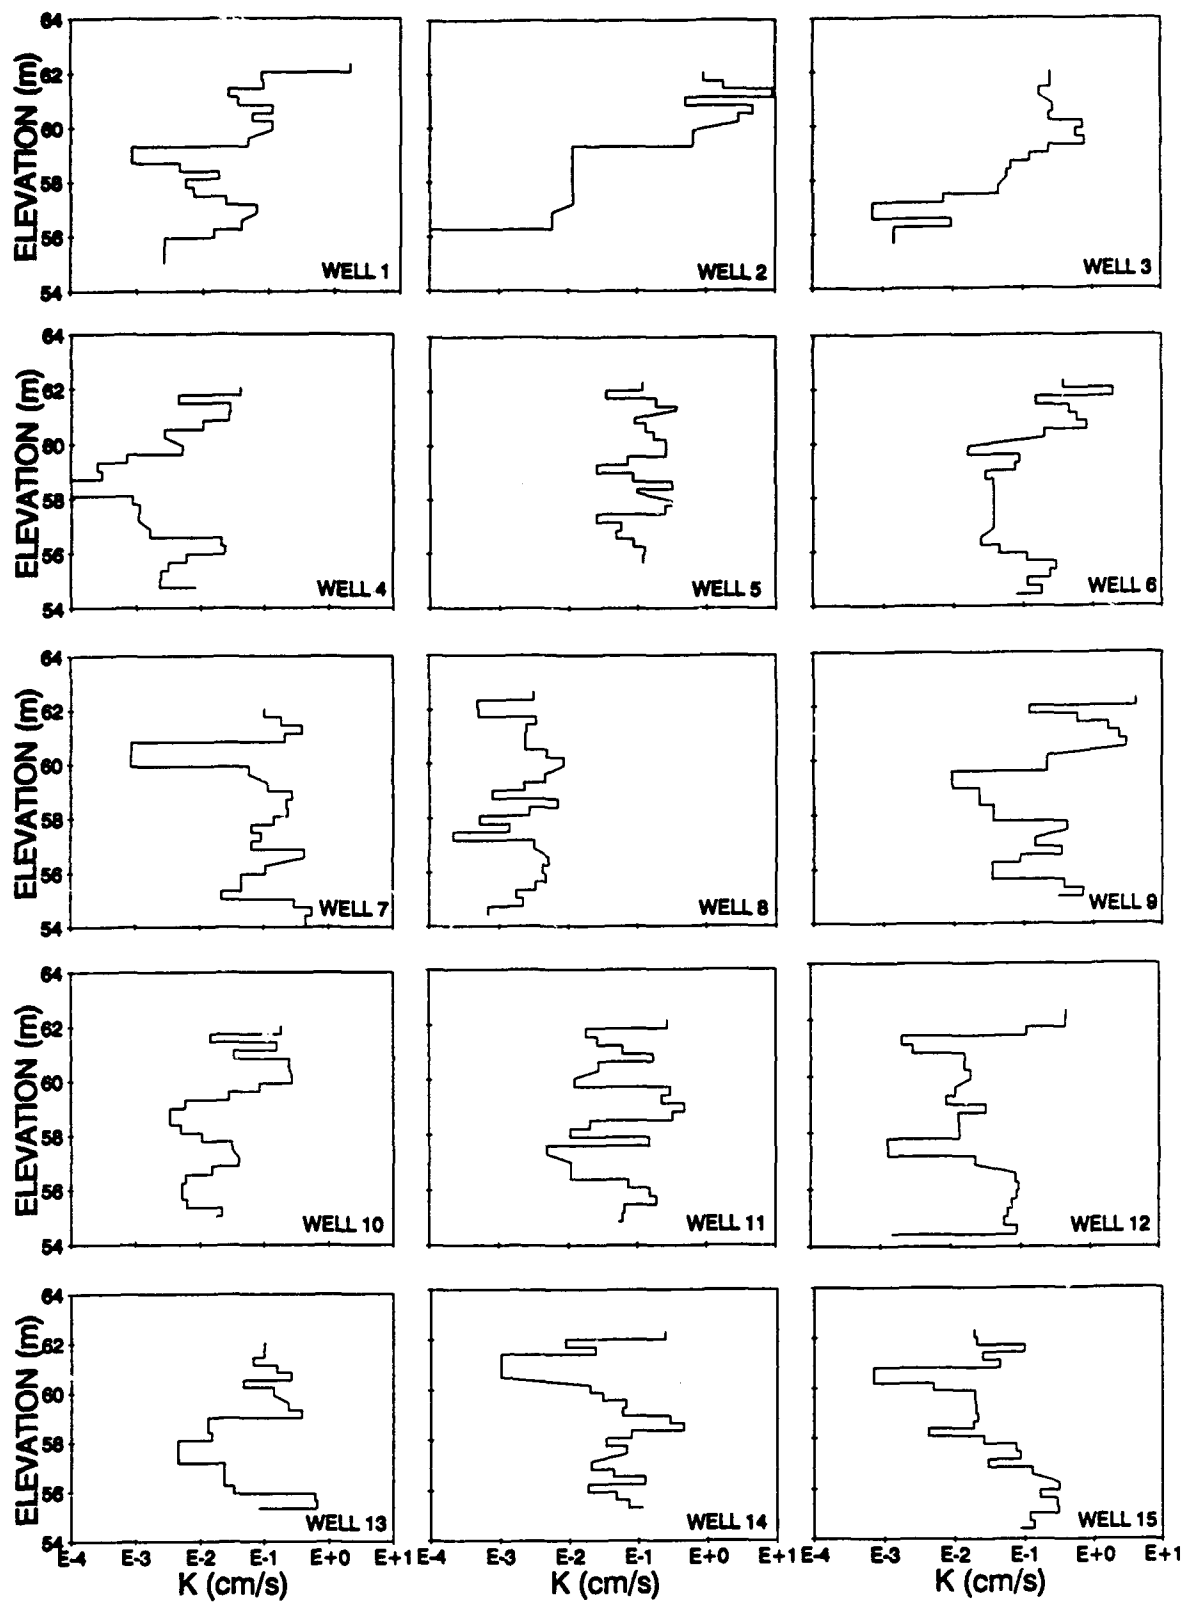 64
62
60
58
56
54
ELEVATION (m)
WELL 1
WELL 2
WELL 3
64
62
60
58
56
54
ELEVATION (m)
WELL 4
WELL 5
WELL 6
64
62
60
58
56
54
ELEVATION (m)
WELL 7
WELL 8
WELL 9
64
62
60
58
56
54
ELEVATION (m)
WELL 10
WELL 11
WELL 12
64
62
60
58
56
54
ELEVATION (m)
WELL 13
WELL 14
WELL 15
E-4 E-3 E-2 E-1 E+0 E+1 E-4 E-3 E-2 E-1 E+0 E+1 E-4 E-3 E-2 E-1 E+0 E+1
K (cm/s) K (cm/s) K (cm/s)